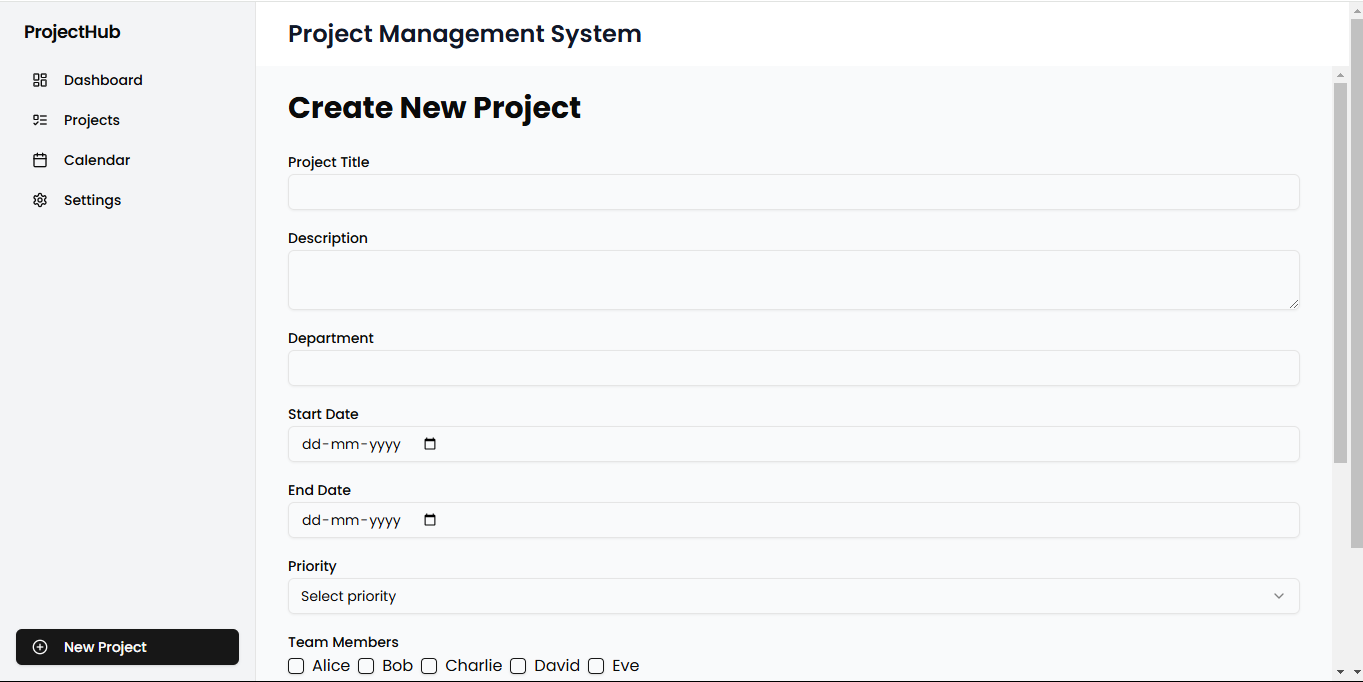 ProjectHub
Dashboard
Projects
Calendar
Settings
New Project
Project Management System
Create New Project
Project Title
Description
Department
Start Date
dd-mm-yyyy
End Date
dd-mm-yyyy
Priority
Select priority
Team Members
Alice Bob Charlie David Eve